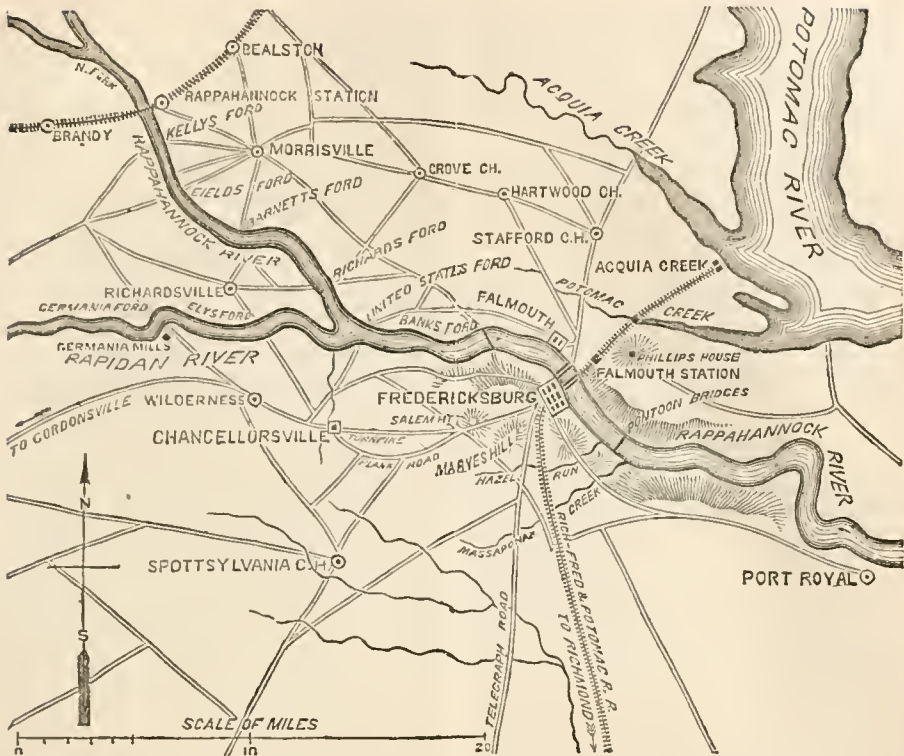 POTOMAC RIVER
N. FORK
BEALSTON
ACQUIA CREEK
RAPPAHANNOCK STATION
KELLYS FORD
BRANDY
MORRISVILLE
GROVE CH.
HARTWOOD CH.
RAPPAHANNOCK RIVER
FIELDS FORD
BARNETTS FORD
STAFFORD C.H.
RICHARDS FORD
ACQUIA CREEK
UNITED STATES FORD
POTOMAC CREEK
RICHARDSVILLE
GERMANIA FORD
ELYS FORD
BANKS FORD
FALMOUTH
GERMANIA MILLS
RAPIDAN RIVER
PHILLIPS HOUSE
FALMOUTH STATION
WILDERNESS
FREDERICKSBURG
PONTOON BRIDGES
TO GORDONSVILLE
SALEM HT
CHANCELLORSVILLE
TURNPIKE
RAPPAHANNOCK RIVER
PLANK ROAD
MARYES HILL
HAZEL RUN
N
MASSAPONAX CREEK
SPOTTSYLVANIA C.H.
PORT ROYAL
RICH-FRED & POTOMAC R.R.
TO RICHMOND
TELEGRAPH ROAD
S
SCALE OF MILES
0 10 20